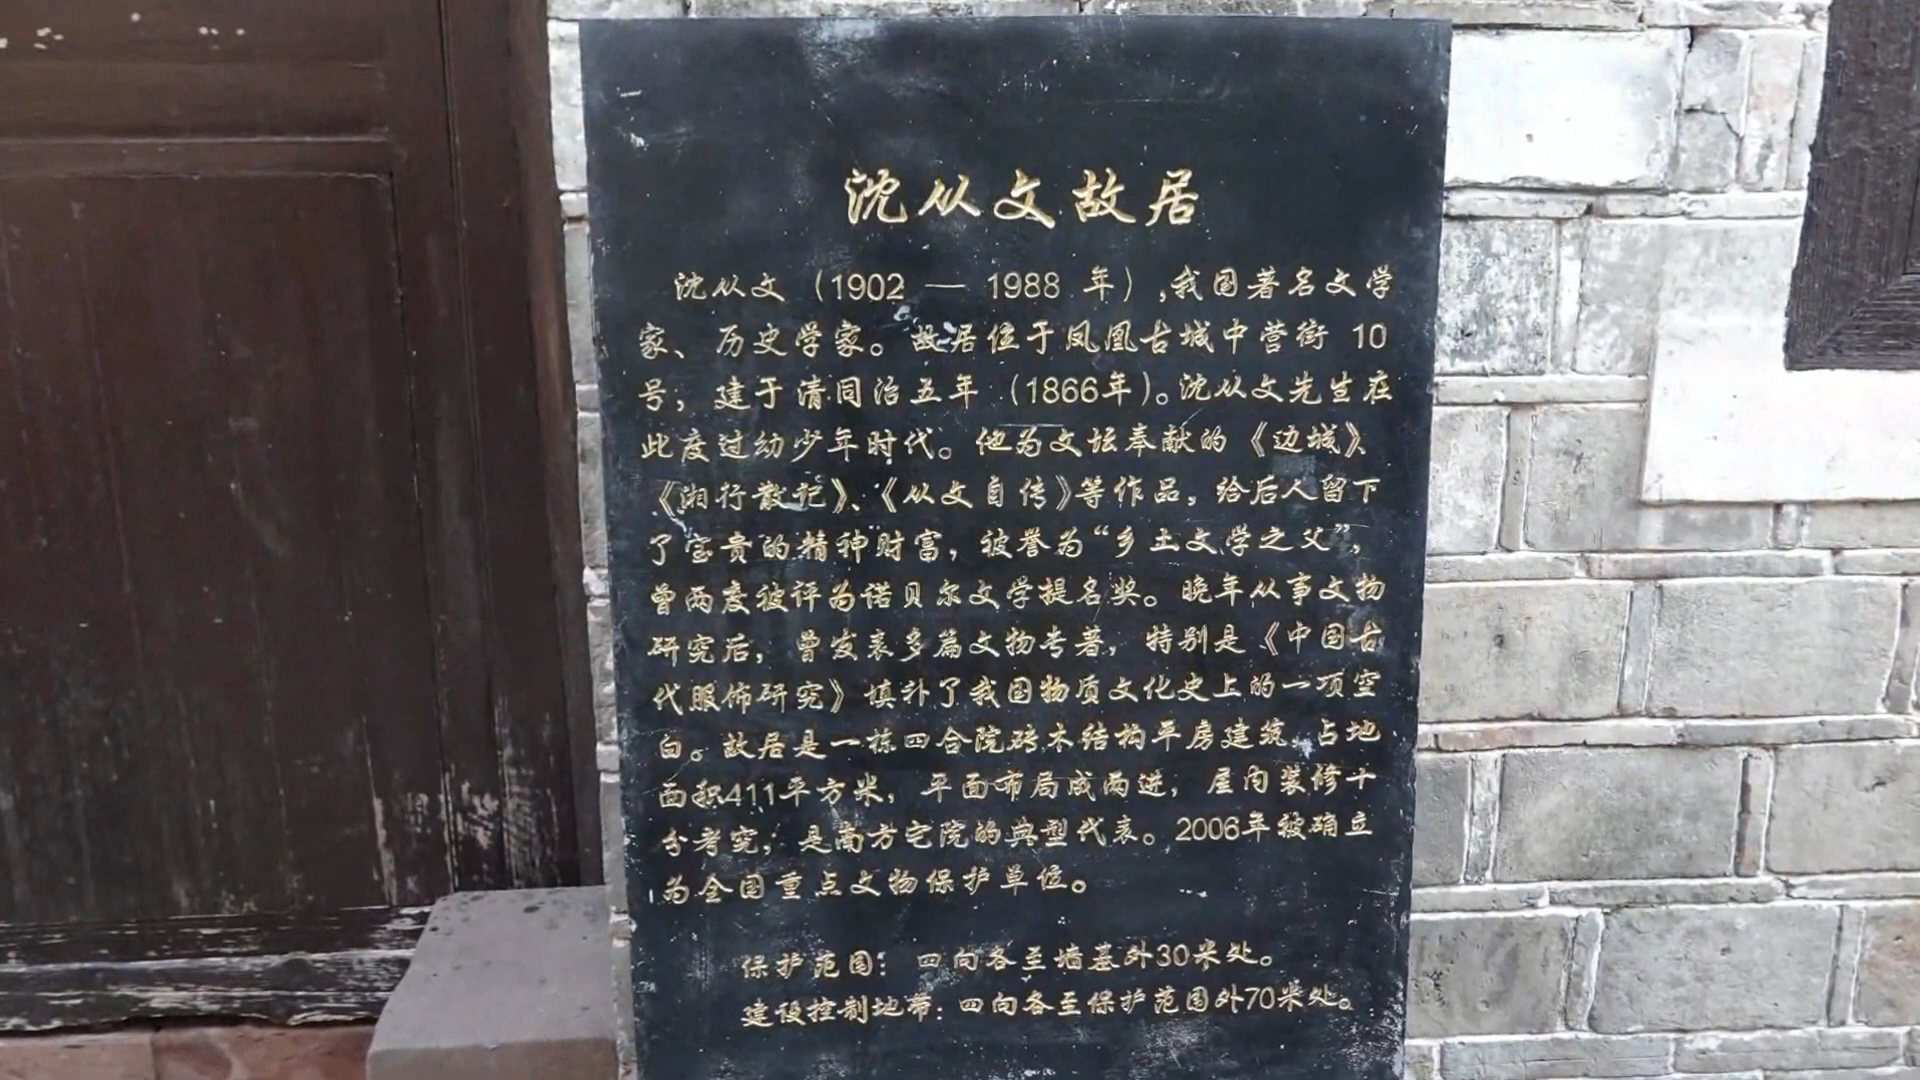 沈从文故居
沈从文（1902 — 1988 年），我国著名文学
家、历史学家。故居位于凤凰古城中营街 10
号；建于清同治五年（1866年）。沈从文先生在
此度过幼少年时代。他为文坛奉献的《边城》、
《湘行散记》、《从文自传》等作品，给后人留下
了宝贵的精神财富，被誉为“乡土文学之父”，
曾两度被评为诺贝尔文学提名奖。晚年从事文物
研究后，曾发表多篇文物专著，特别是《中国古
代服饰研究》填补了我国物质文化史上的一项空
白。故居是一栋四合院砖木结构平房建筑，占地
面积411平方米，平面布局成两进，屋内装修十
分考究，是南方宅院的典型代表。2006年被确立
为全国重点文物保护单位。
保护范围：四向各至墙基外30米处。
建设控制地带：四向各至保护范围外70米处。